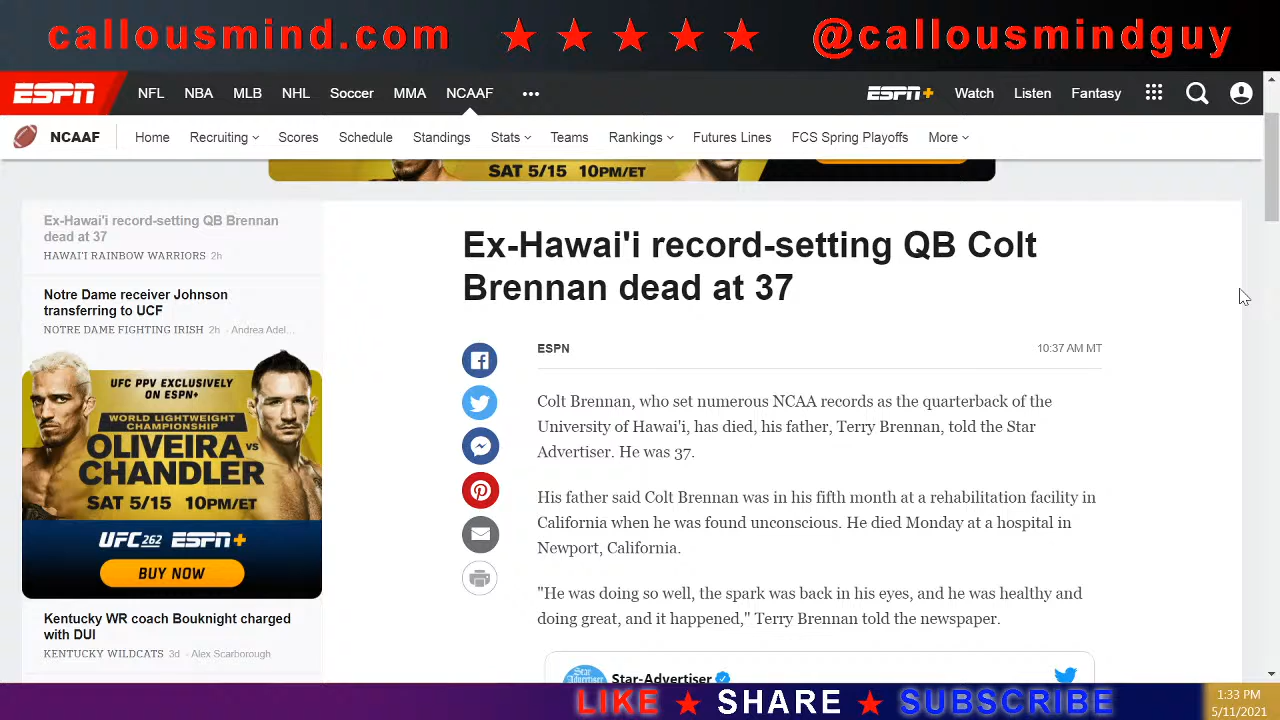 callousmind.com ★ ★ ★ ★ ★ @callousmindguy
ESPN NFL NBA MLB NHL Soccer MMA NCAAF ••• ESPN+ Watch Listen Fantasy
NCAAF Home Recruiting Scores Schedule Standings Stats Teams Rankings Futures Lines FCS Spring Playoffs More
SAT 5/15 10PM/ET
Ex-Hawai'i record-setting QB Brennan
dead at 37
HAWAI'I RAINBOW WARRIORS 2h
Notre Dame receiver Johnson
transferring to UCF
NOTRE DAME FIGHTING IRISH 2h - Andrea Adel...
UFC PPV EXCLUSIVELY
ON ESPN+
WORLD LIGHTWEIGHT
CHAMPIONSHIP
OLIVEIRA VS
CHANDLER
SAT 5/15 10PM/ET
UFC 262 ESPN+
BUY NOW
Kentucky WR coach Bouknight charged
with DUI
KENTUCKY WILDCATS 3d - Alex Scarborough
Ex-Hawai'i record-setting QB Colt
Brennan dead at 37
ESPN 10:37 AM MT
Colt Brennan, who set numerous NCAA records as the quarterback of the
University of Hawai'i, has died, his father, Terry Brennan, told the Star
Advertiser. He was 37.
His father said Colt Brennan was in his fifth month at a rehabilitation facility in
California when he was found unconscious. He died Monday at a hospital in
Newport, California.
"He was doing so well, the spark was back in his eyes, and he was healthy and
doing great, and it happened," Terry Brennan told the newspaper.
Star Advertiser Star-Advertiser
LIKE ★ SHARE ★ SUBSCRIBE
1:33 PM
5/11/2021